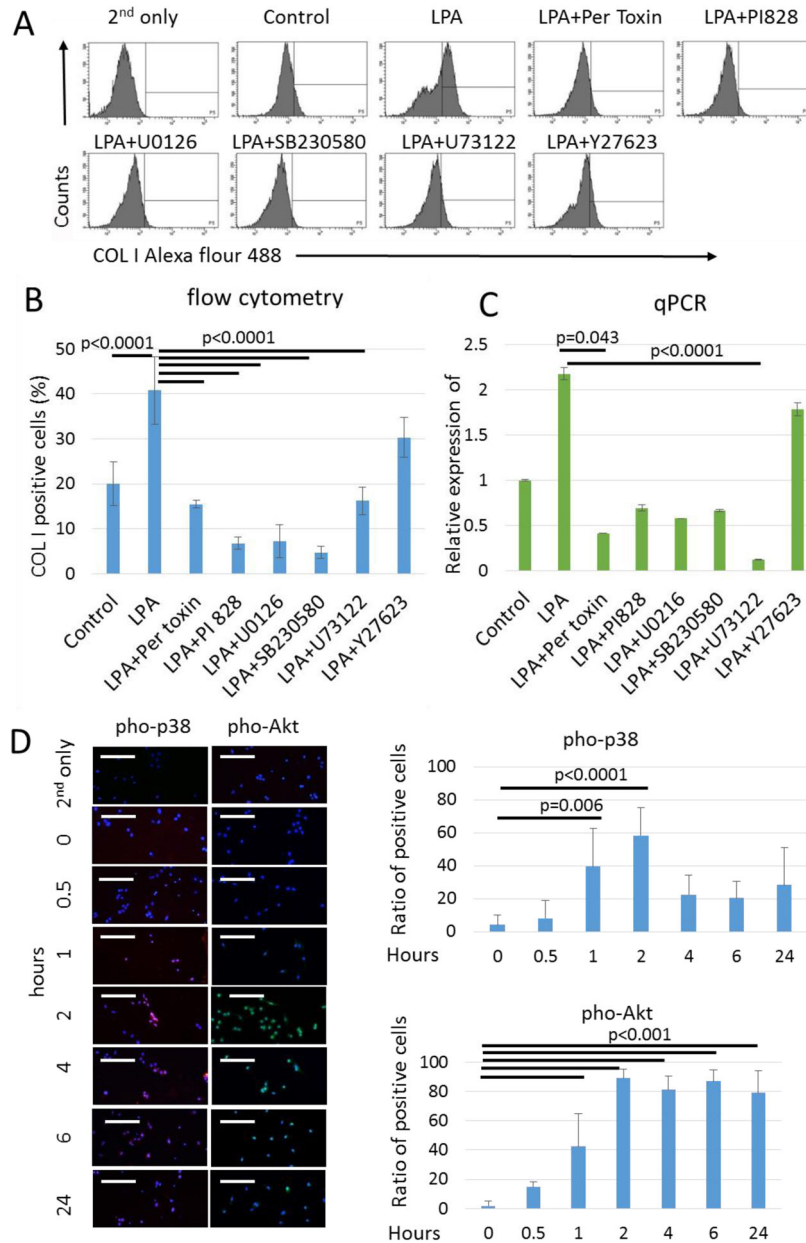 A
2nd only Control LPA LPA+Per Toxin LPA+PI828
LPA+U0126 LPA+SB230580 LPA+U73122 LPA+Y27623
Counts
COL I Alexa flour 488
B
flow cytometry
p<0.0001 p<0.0001
COL I positive cells (%)
50
40
30
20
10
0
Control
LPA
LPA+Per toxin
LPA+PI 828
LPA+U0126
LPA+SB230580
LPA+U73122
LPA+Y27623
C
qPCR
p=0.043
p<0.0001
Relative expression of
2.5
2
1.5
1
0.5
0
Control
LPA
LPA+Per toxin
LPA+PI828
LPA+U0216
LPA+SB230580
LPA+U73122
LPA+Y27623
D
pho-p38 pho-Akt
2nd only
0
0.5
1
2
4
6
24
hours
pho-p38
p<0.0001
p=0.006
Ratio of positive cells
100
80
60
40
20
0
Hours 0 0.5 1 2 4 6 24
pho-Akt
p<0.001
Ratio of positive cells
100
80
60
40
20
0
Hours 0 0.5 1 2 4 6 24